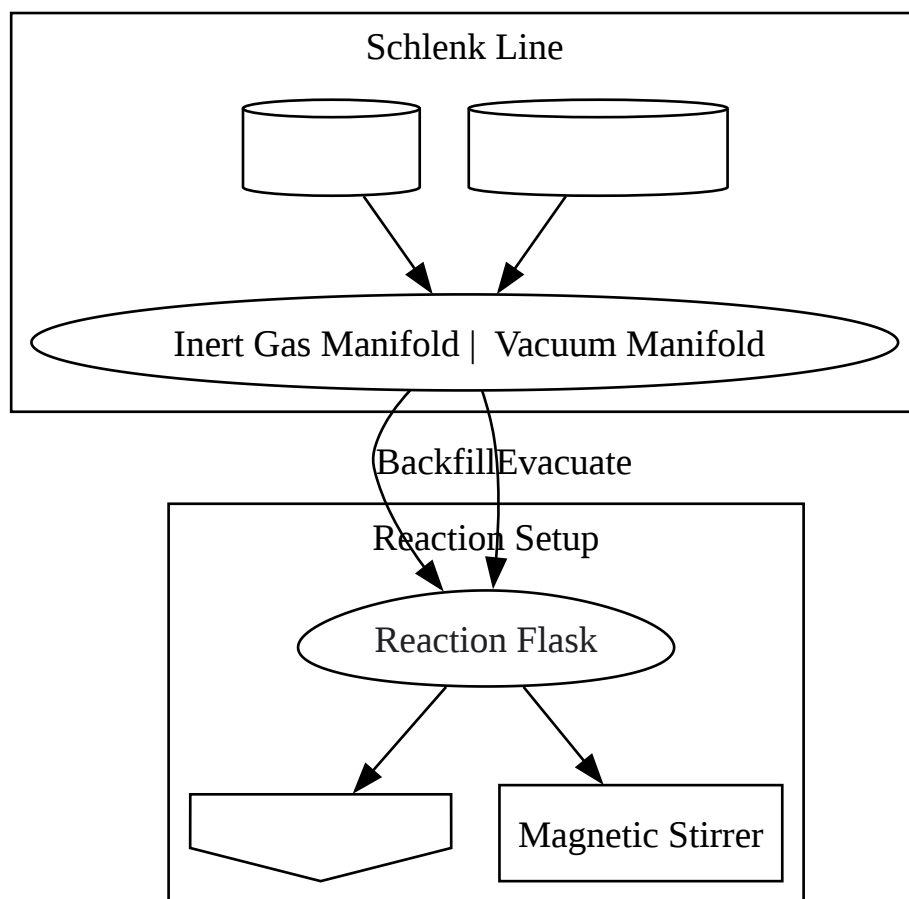 Schlenk Line
Inert Gas Manifold | Vacuum Manifold
Backfill
Evacuate
Reaction Setup
Reaction Flask
Magnetic Stirrer